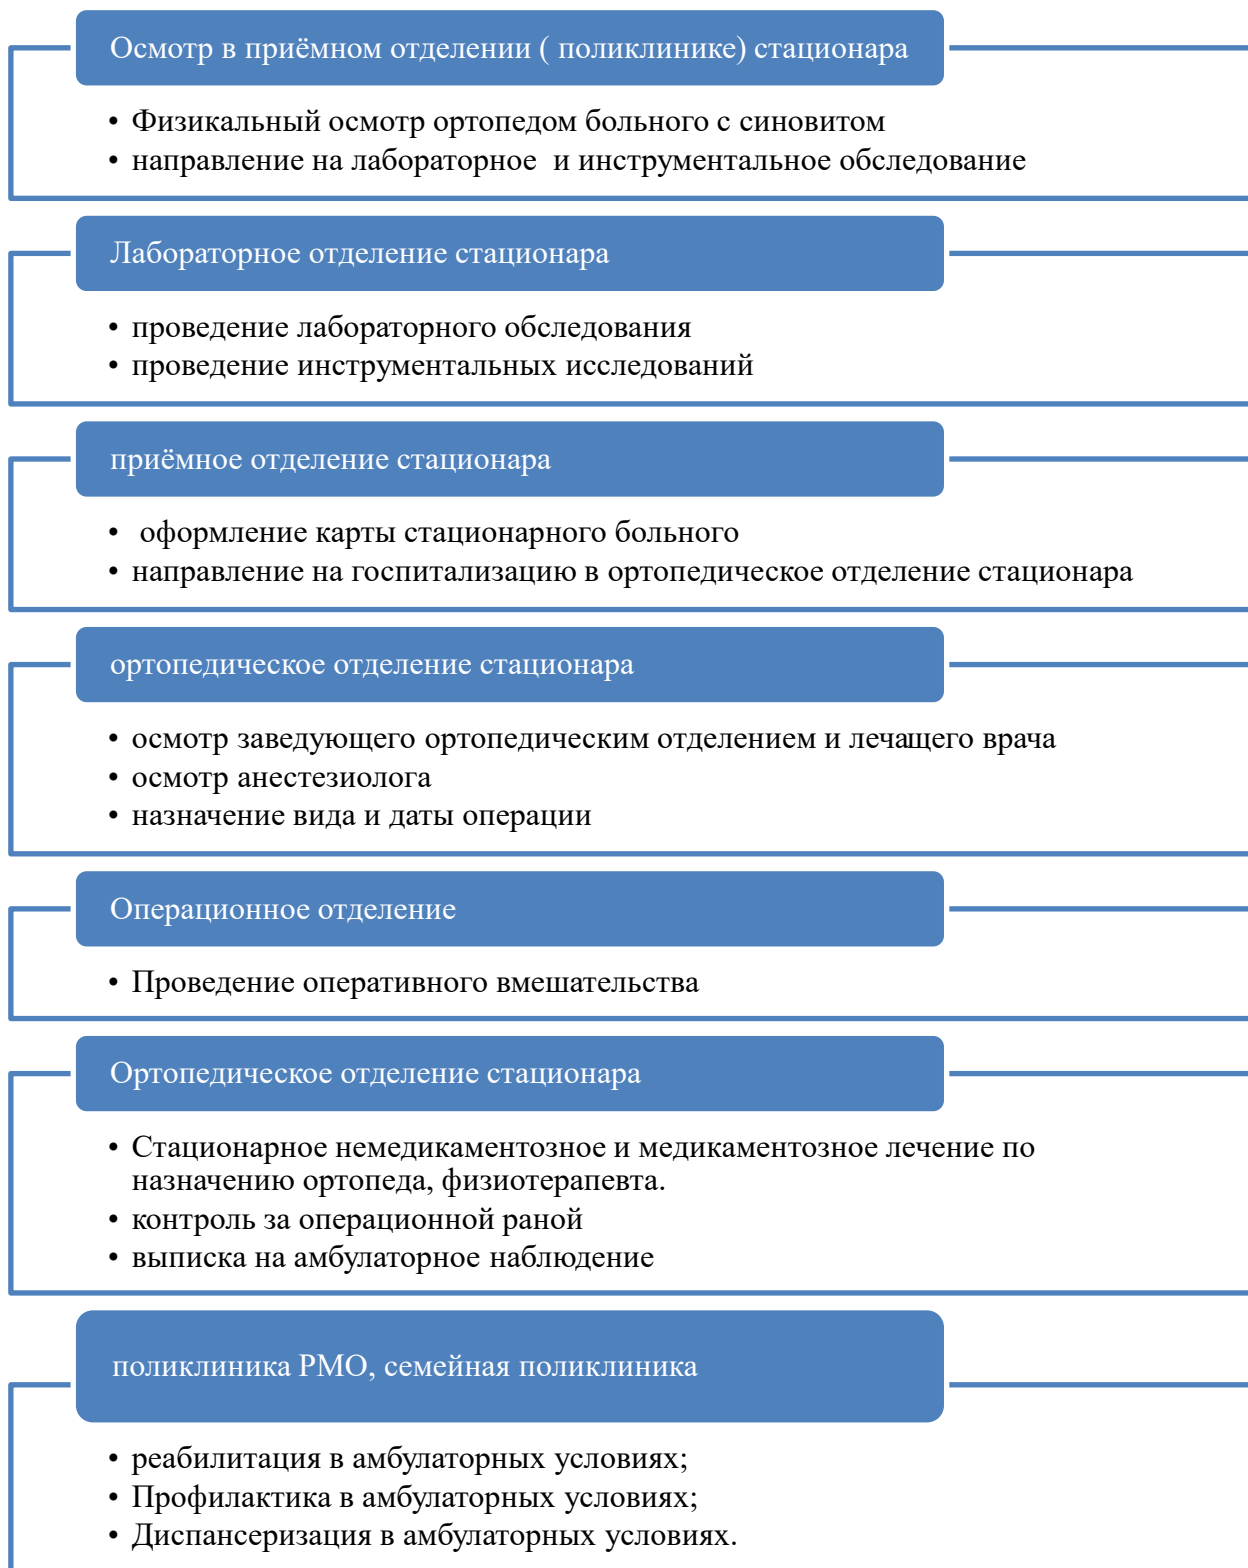 Осмотр в приёмном отделении ( поликлинике) стационара
• Физикальный осмотр ортопедом больного с синовитом
• направление на лабораторное  и инструментальное обследование
Лабораторное отделение стационара
• проведение лабораторного обследования
• проведение инструментальных исследований
приёмное отделение стационара
• оформление карты стационарного больного
• направление на госпитализацию в ортопедическое отделение стационара
ортопедическое отделение стационара
• осмотр заведующего ортопедическим отделением и лечащего врача
• осмотр анестезиолога
• назначение вида и даты операции
Операционное отделение
• Проведение оперативного вмешательства
Ортопедическое отделение стационара
• Стационарное немедикаментозное и медикаментозное лечение по
назначению ортопеда, физиотерапевта.
• контроль за операционной раной
• выписка на амбулаторное наблюдение
поликлиника РМО, семейная поликлиника
• реабилитация в амбулаторных условиях;
• Профилактика в амбулаторных условиях;
• Диспансеризация в амбулаторных условиях.